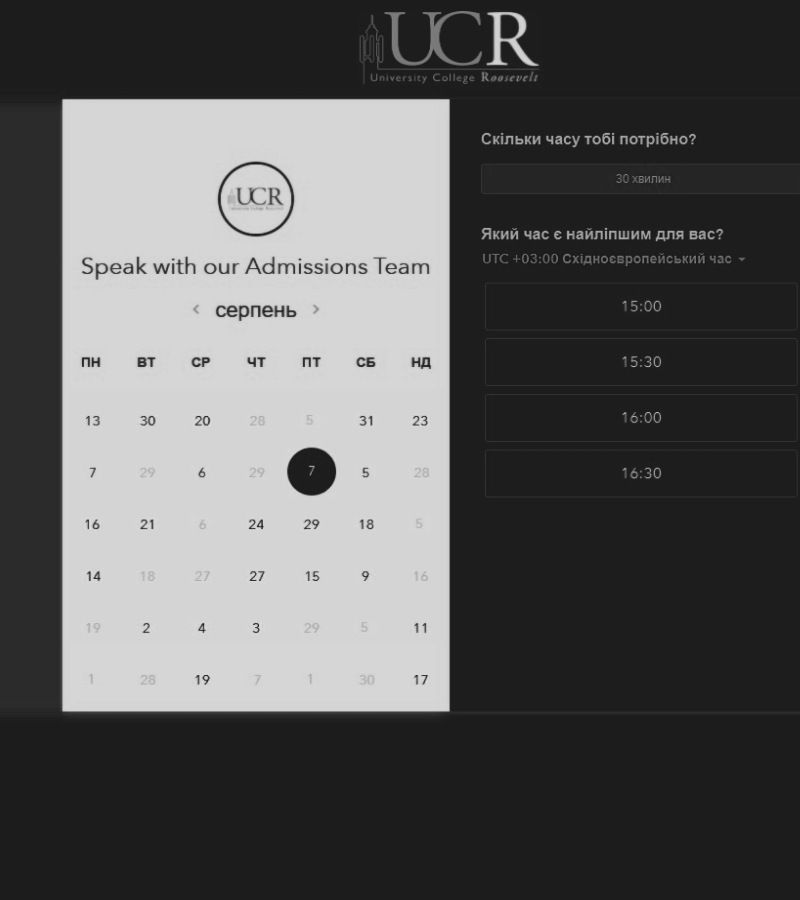 UCR
University College Roosevelt
UCR
Speak with our Admissions Team
серпень
ПН ВТ СР ЧТ ПТ СБ НД
13 30 20 28 5 31 23
7 29 6 29 7 5 28
16 21 6 24 29 18 5
14 18 27 27 15 9 16
19 2 4 3 29 5 11
1 28 19 7 1 30 17
Скільки часу тобі потрібно?
30 хвилин
Який час є найліпшим для вас?
UTC +03:00 Східноєвропейський час
15:00
15:30
16:00
16:30